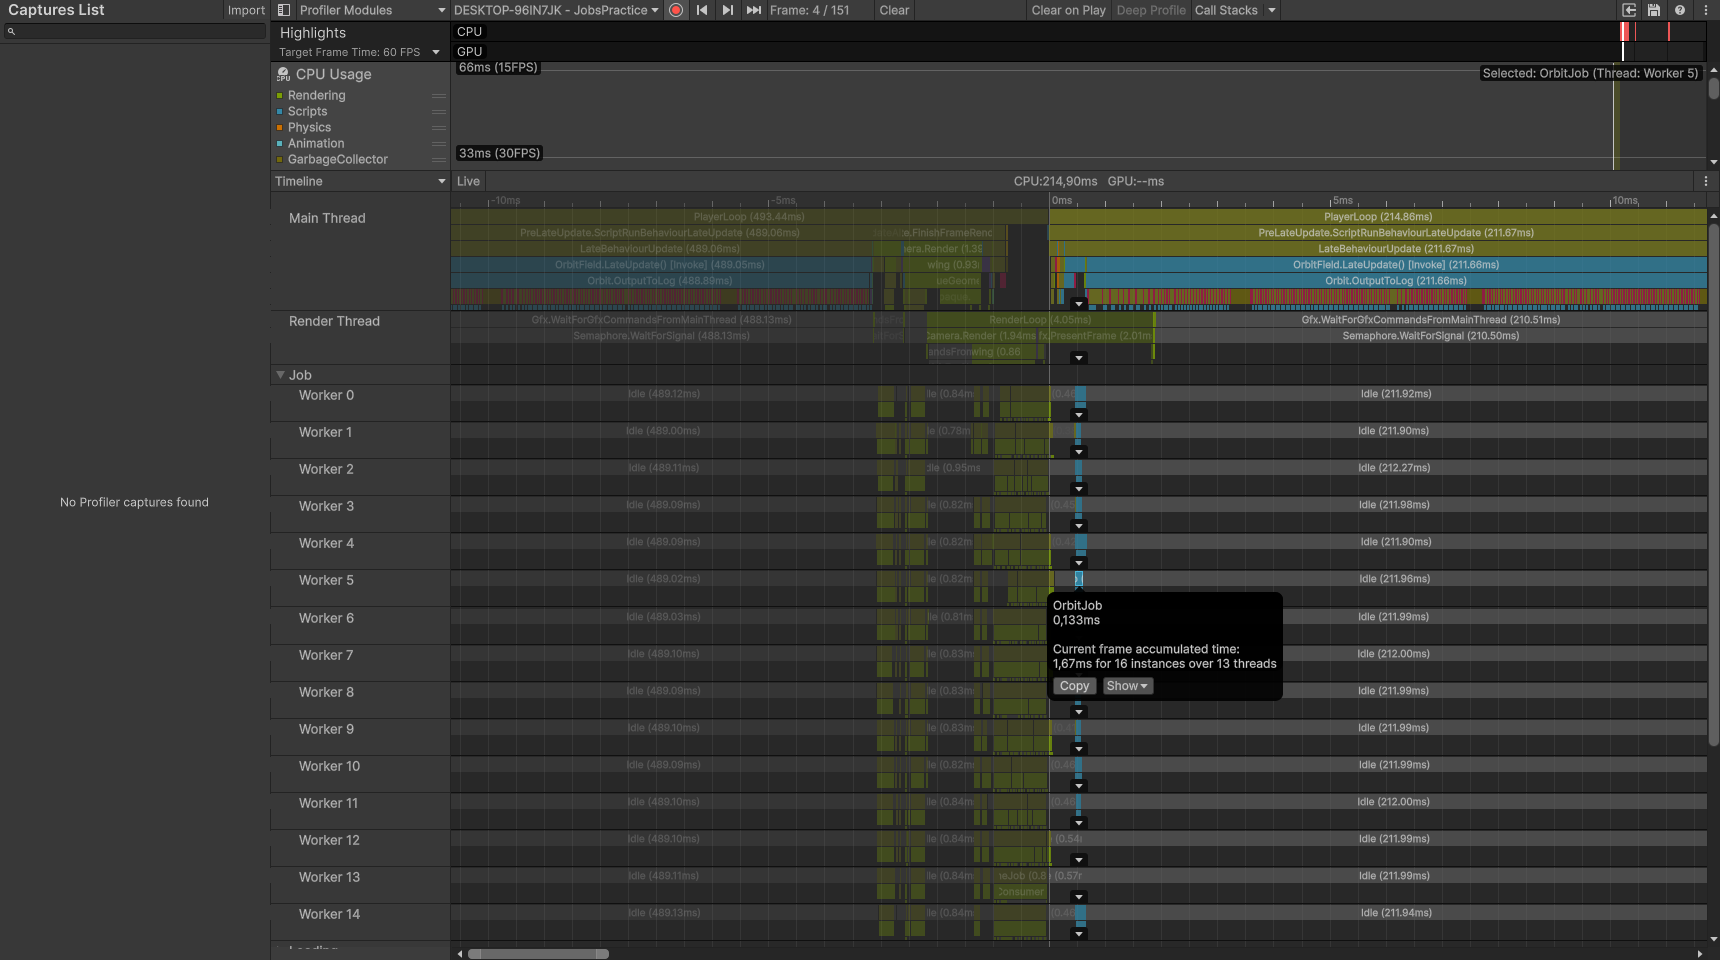 Captures List
Import
Profiler Modules
DESKTOP-96IN7JK - JobsPractice
Frame: 4 / 151
Clear
Clear on Play
Deep Profile
Call Stacks
Highlights
Target Frame Time: 60 FPS
CPU
GPU
CPU Usage
Rendering
Scripts
Physics
Animation
GarbageCollector
66ms (15FPS)
33ms (30FPS)
Selected: OrbitJob (Thread: Worker 5)
Timeline
Live
CPU:214,90ms GPU:--ms
-10ms
-5ms
0ms
5ms
10ms
Main Thread
PlayerLoop (493.44ms)
PlayerLoop (214.86ms)
PreLateUpdate.ScriptRunBehaviourLateUpdate (489.06ms)
PreLateUpdate.ScriptRunBehaviourLateUpdate (211.67ms)
LateBehaviourUpdate (489.06ms)
LateBehaviourUpdate (211.67ms)
OrbitField.LateUpdate() [Invoke] (489.05ms)
wing (0.93
OrbitField.LateUpdate() [Invoke] (211.66ms)
Orbit.OutputToLog (488.89ms)
Orbit.OutputToLog (211.66ms)
Render Thread
Gfx.WaitForGfxCommandsFromMainThread (488.13ms)
RenderLoop (4.05ms)
Gfx.WaitForGfxCommandsFromMainThread (210.51ms)
Semaphore.WaitForSignal (488.13ms)
Camera.Render (1.94ms
fx.PresentFrame (2.01m
Semaphore.WaitForSignal (210.50ms)
Job
Worker 0
Idle (489.12ms)
Idle (211.92ms)
Worker 1
Idle (489.00ms)
Idle (211.90ms)
Worker 2
Idle (489.11ms)
Idle (212.27ms)
Worker 3
Idle (489.09ms)
Idle (211.98ms)
Worker 4
Idle (489.09ms)
Idle (211.90ms)
Worker 5
Idle (489.02ms)
Idle (211.96ms)
Worker 6
Idle (489.03ms)
Idle (211.99ms)
Worker 7
Idle (489.10ms)
Idle (212.00ms)
Worker 8
Idle (489.09ms)
Idle (211.99ms)
Worker 9
Idle (489.10ms)
Idle (211.99ms)
Worker 10
Idle (489.09ms)
Idle (211.99ms)
Worker 11
Idle (489.10ms)
Idle (212.00ms)
Worker 12
Idle (489.10ms)
Idle (211.99ms)
Worker 13
Idle (489.11ms)
Idle (211.99ms)
Worker 14
Idle (489.13ms)
Idle (211.94ms)
OrbitJob
0,133ms
Current frame accumulated time:
1,67ms for 16 instances over 13 threads
Copy
Show
No Profiler captures found